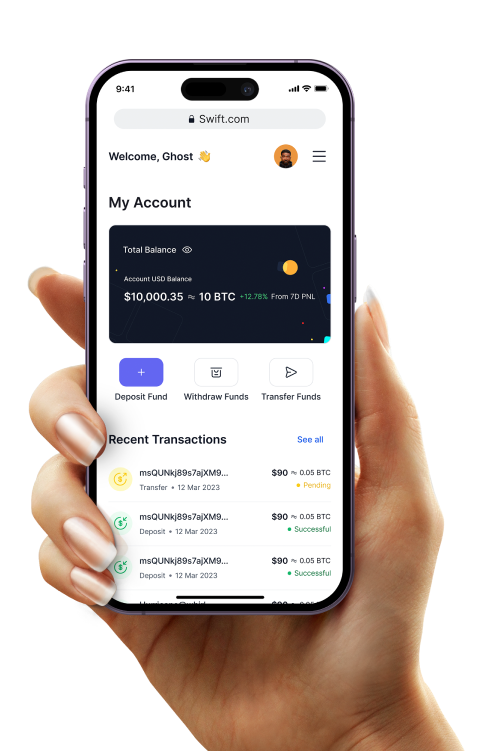 9:41
Swift.com
Welcome, Ghost 👋
My Account
Total Balance
Account USD Balance
$10,000.35 ≈ 10 BTC +12.78% From 7D PNL
Deposit Fund Withdraw Funds Transfer Funds
Recent Transactions See all
msQUNkj89s7ajXM9... $90 ≈ 0.05 BTC
Transfer • 12 Mar 2023 • Pending
msQUNkj89s7ajXM9... $90 ≈ 0.05 BTC
Deposit • 12 Mar 2023 • Successful
msQUNkj89s7ajXM9... $90 ≈ 0.05 BTC
Deposit • 12 Mar 2023 • Successful